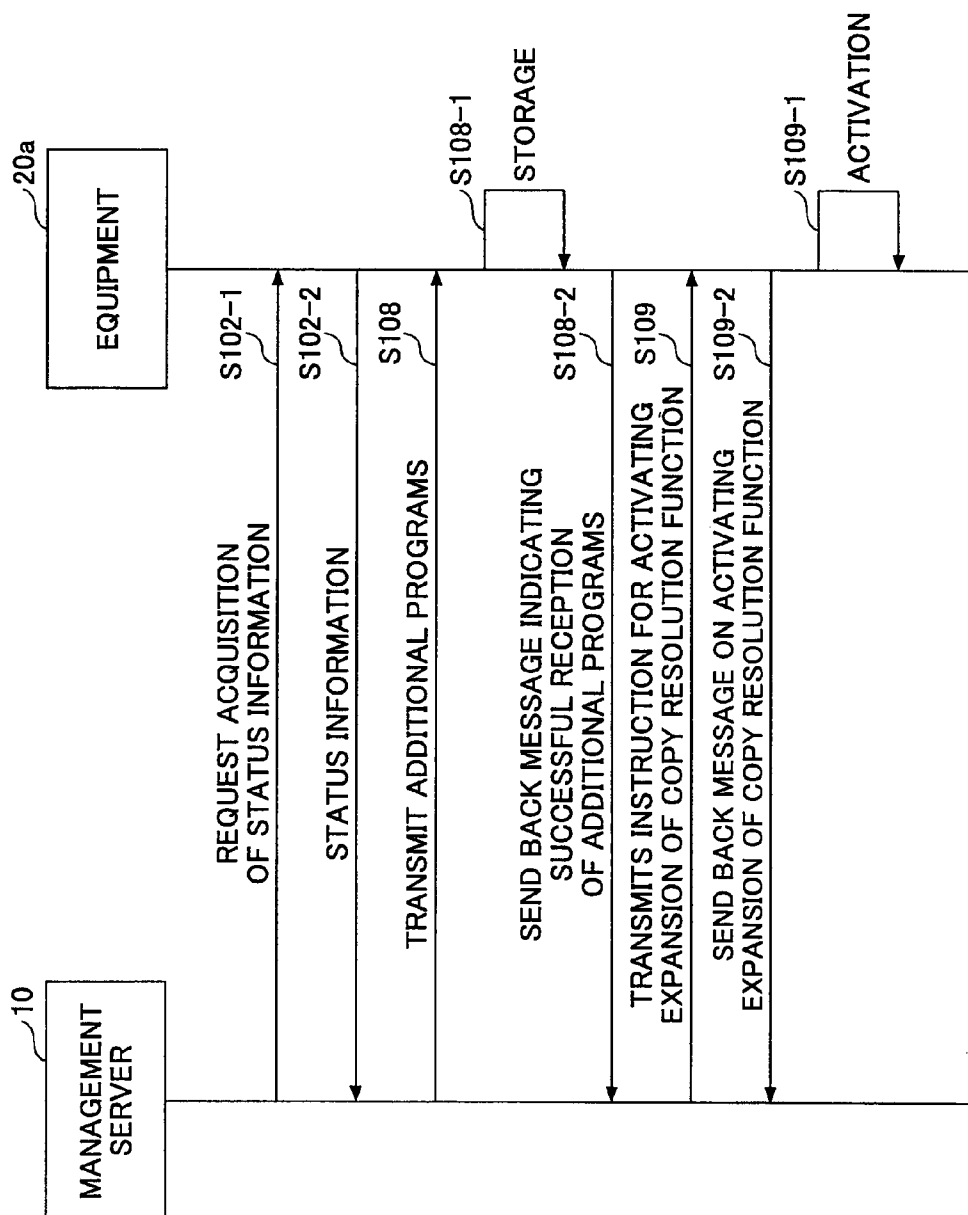 MANAGEMENT
SERVER
10
EQUIPMENT
20a
REQUEST ACQUISITION
OF STATUS INFORMATION
S102-1
STATUS INFORMATION
S102-2
TRANSMIT ADDITIONAL PROGRAMS
S108
S108-1
STORAGE
SEND BACK MESSAGE INDICATING
SUCCESSFUL RECEPTION
OF ADDITIONAL PROGRAMS
S108-2
TRANSMITS INSTRUCTION FOR ACTIVATING
EXPANSION OF COPY RESOLUTION FUNCTION
S109
SEND BACK MESSAGE ON ACTIVATING
EXPANSION OF COPY RESOLUTION FUNCTION
S109-2
S109-1
ACTIVATION